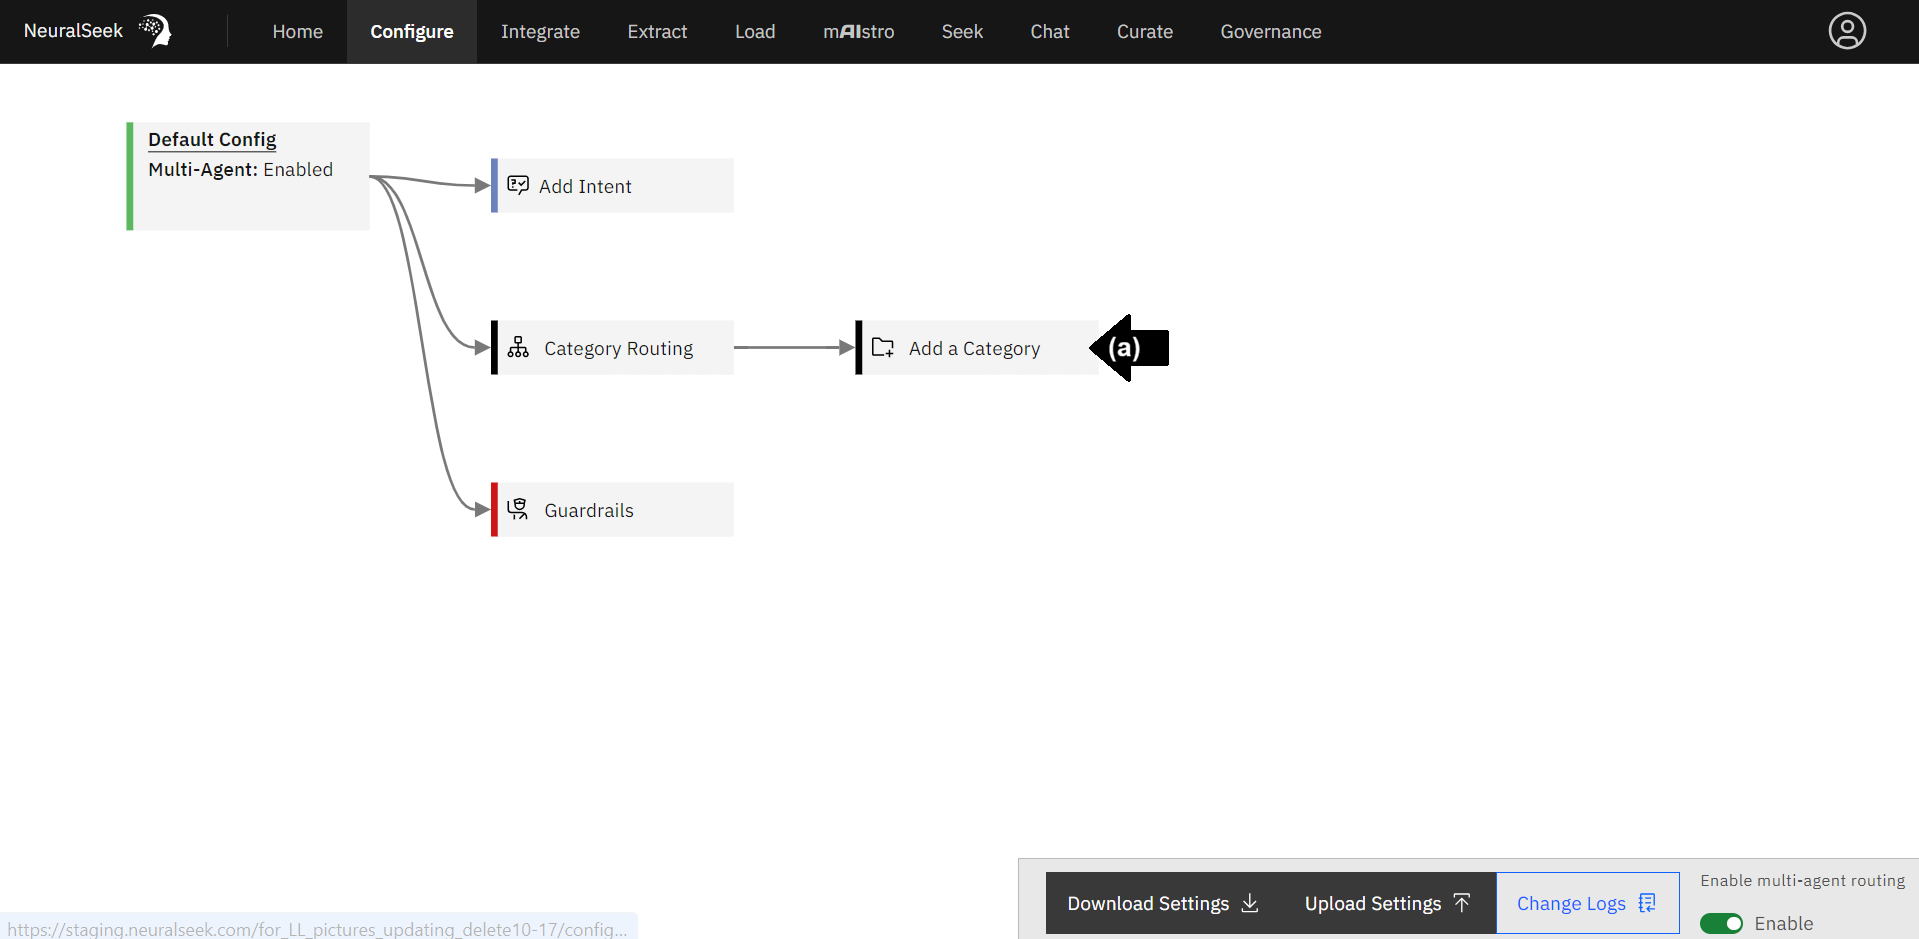 NeuralSeek
Home
Configure
Integrate
Extract
Load
mAIstro
Seek
Chat
Curate
Governance
Default Config
Multi-Agent: Enabled
Add Intent
Category Routing
Add a Category
(a)
Guardrails
Download Settings
Upload Settings
Change Logs
Enable multi-agent routing
Enable
https://staging.neuralseek.com/for_LL_pictures_updating_delete10-17/config...